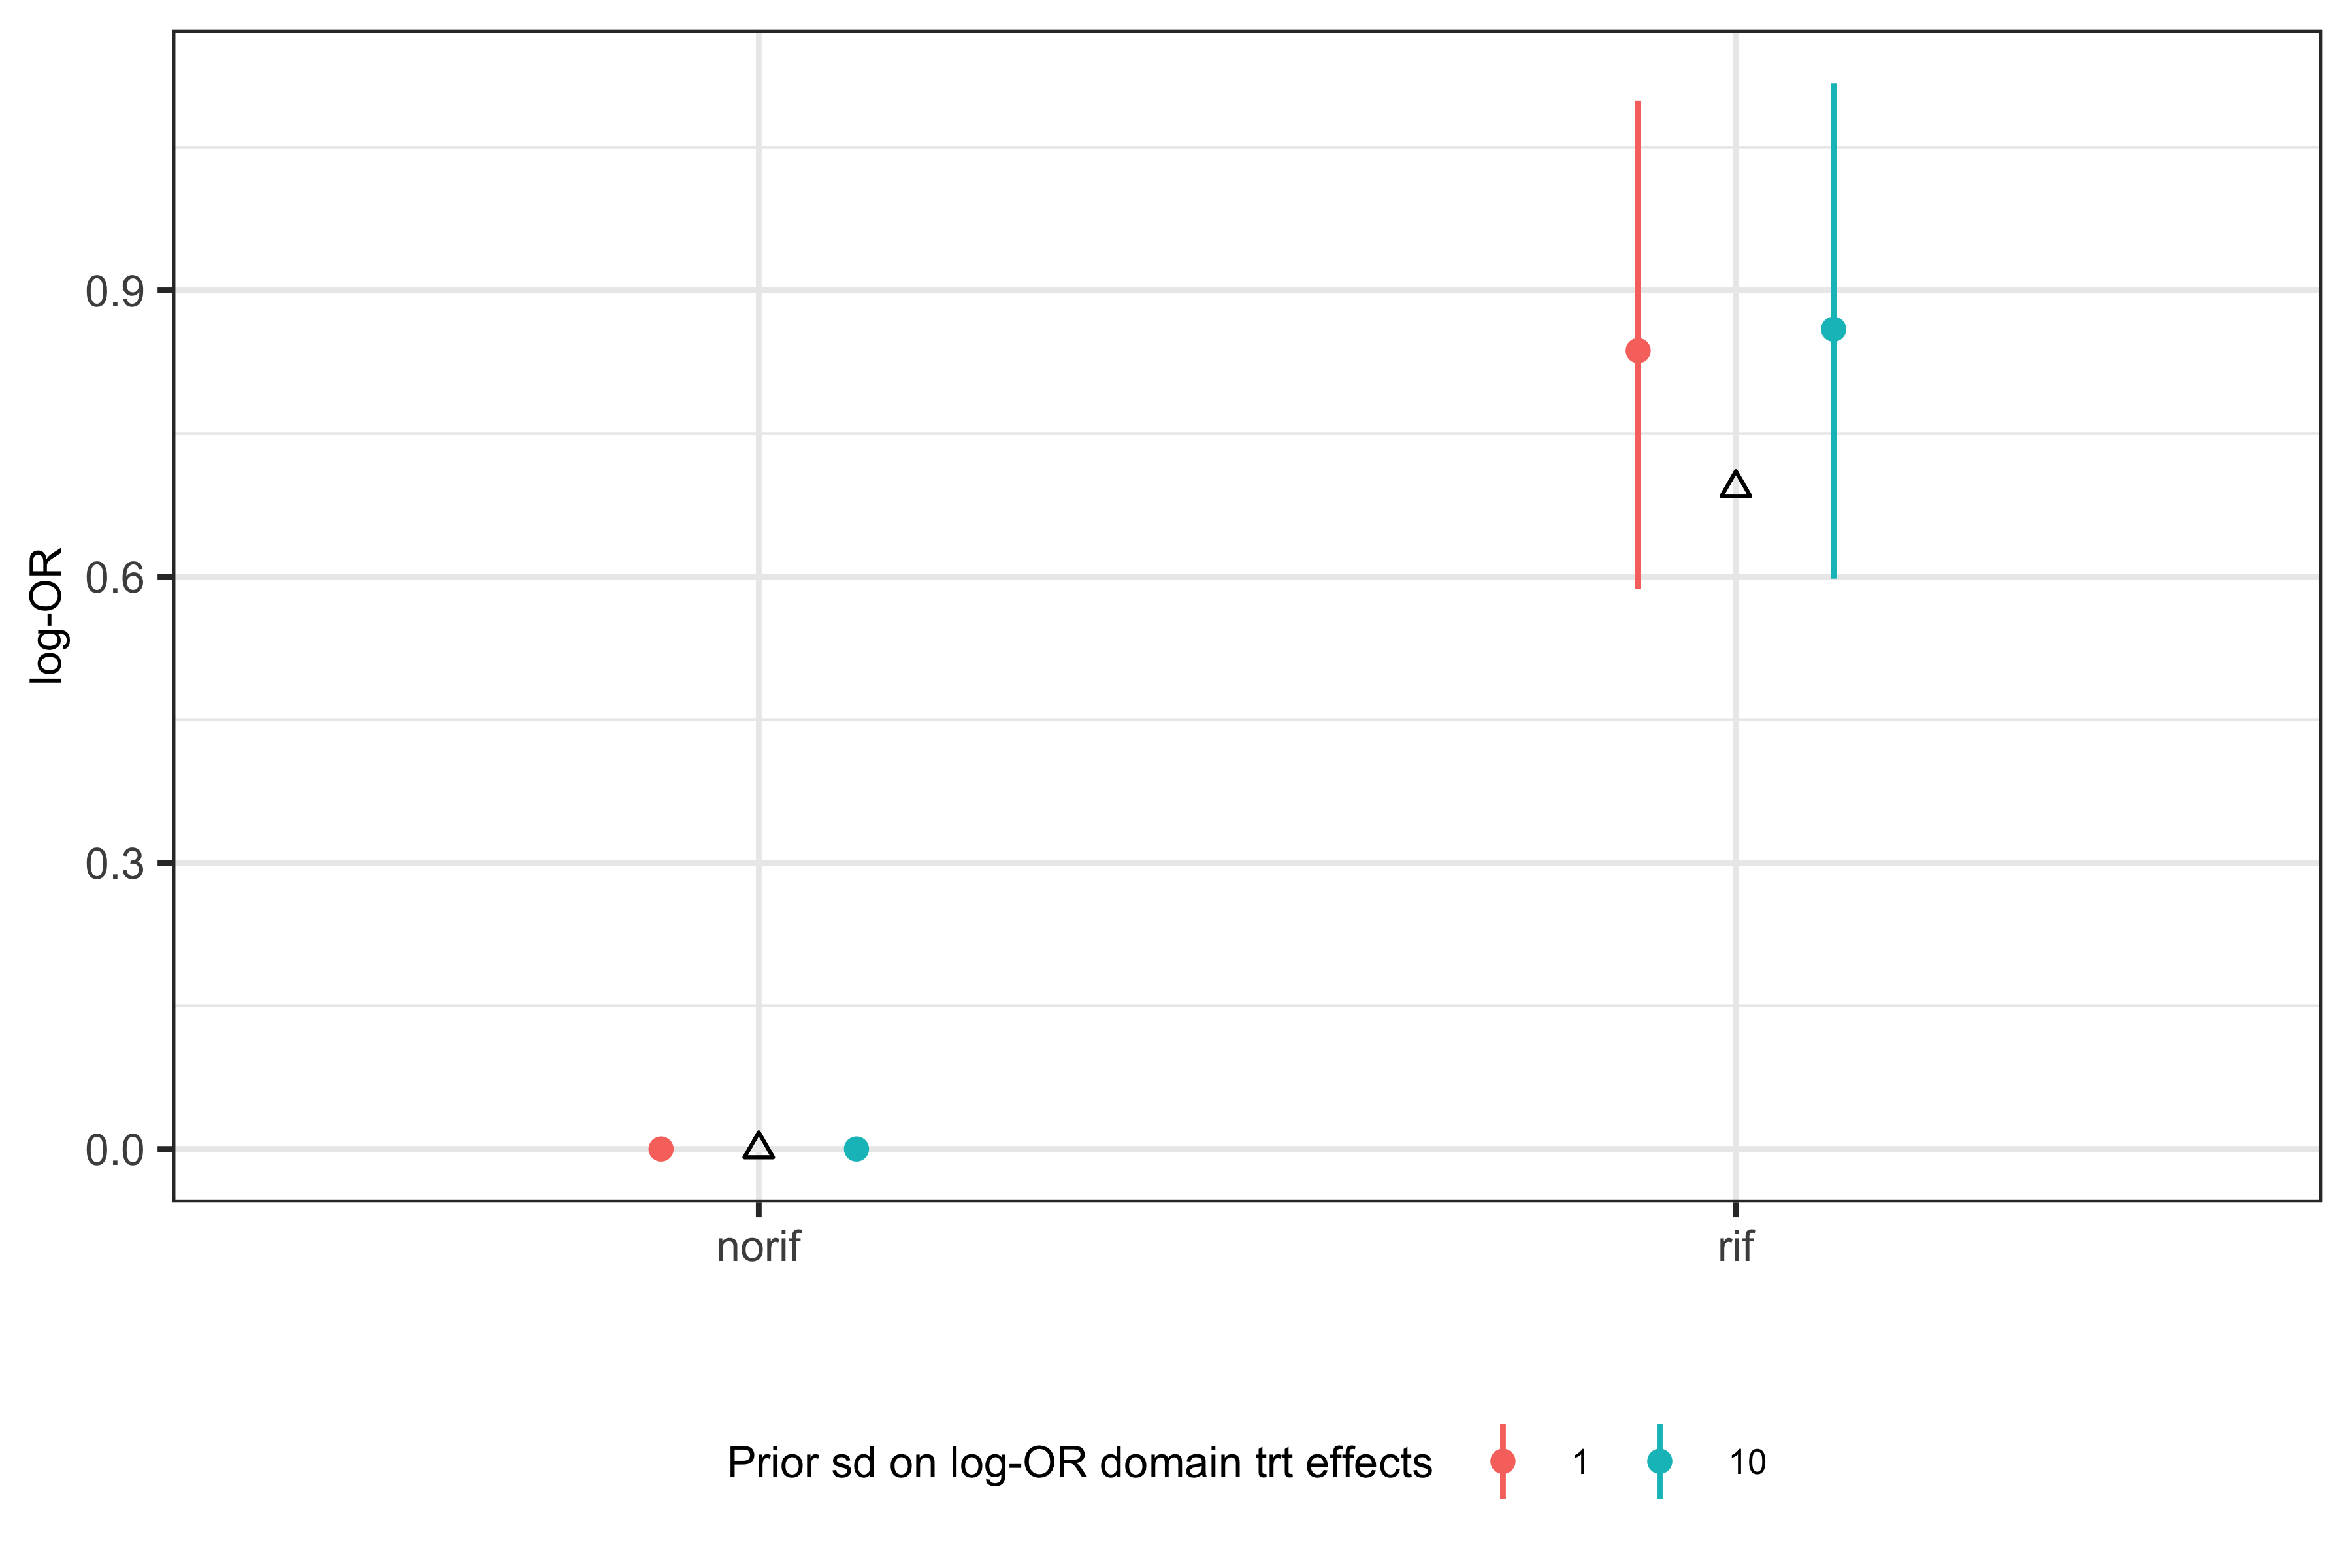 log-OR
0.9
0.6
0.3
0.0
norif
rif
Prior sd on log-OR domain trt effects 1 10